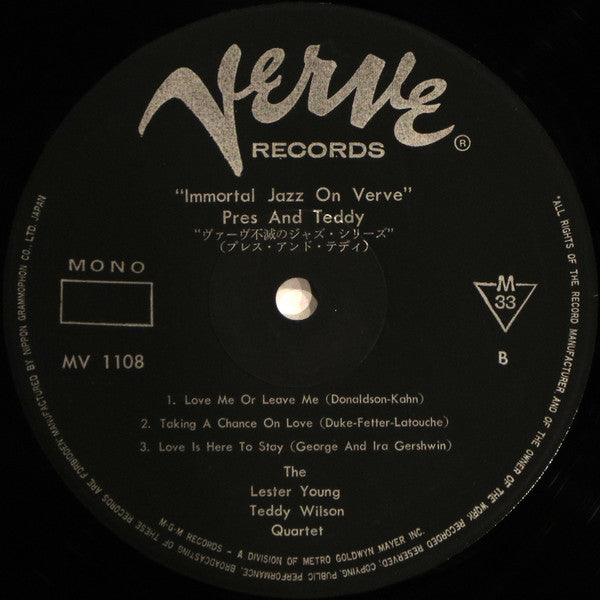 Verve
RECORDS
®
"Immortal Jazz On Verve"
Pres And Teddy
"ヴァーヴ不滅のジャズ・シリーズ"
(プレス・アンド・テディ)
MONO
M
33
MV 1108
B
1. Love Me Or Leave Me (Donaldson-Kahn)
2. Taking A Chance On Love (Duke-Fetter-Latouche)
3. Love Is Here To Stay (George And Ira Gershwin)
The
Lester Young
Teddy Wilson
Quartet
M-G-M RECORDS – A DIVISION OF METRO GOLDWYN MAYER INC.
"ALL RIGHTS OF THE RECORD MANUFACTURER AND OF THE OWNER OF THE WORK RECORDED RESERVED, COPYING, PUBLIC PERFORMANCE, BROADCASTING OF THESE RECORDS ARE FORBIDDEN MANUFACTURED BY NIPPON GRAMMOPHON CO., LTD. JAPAN